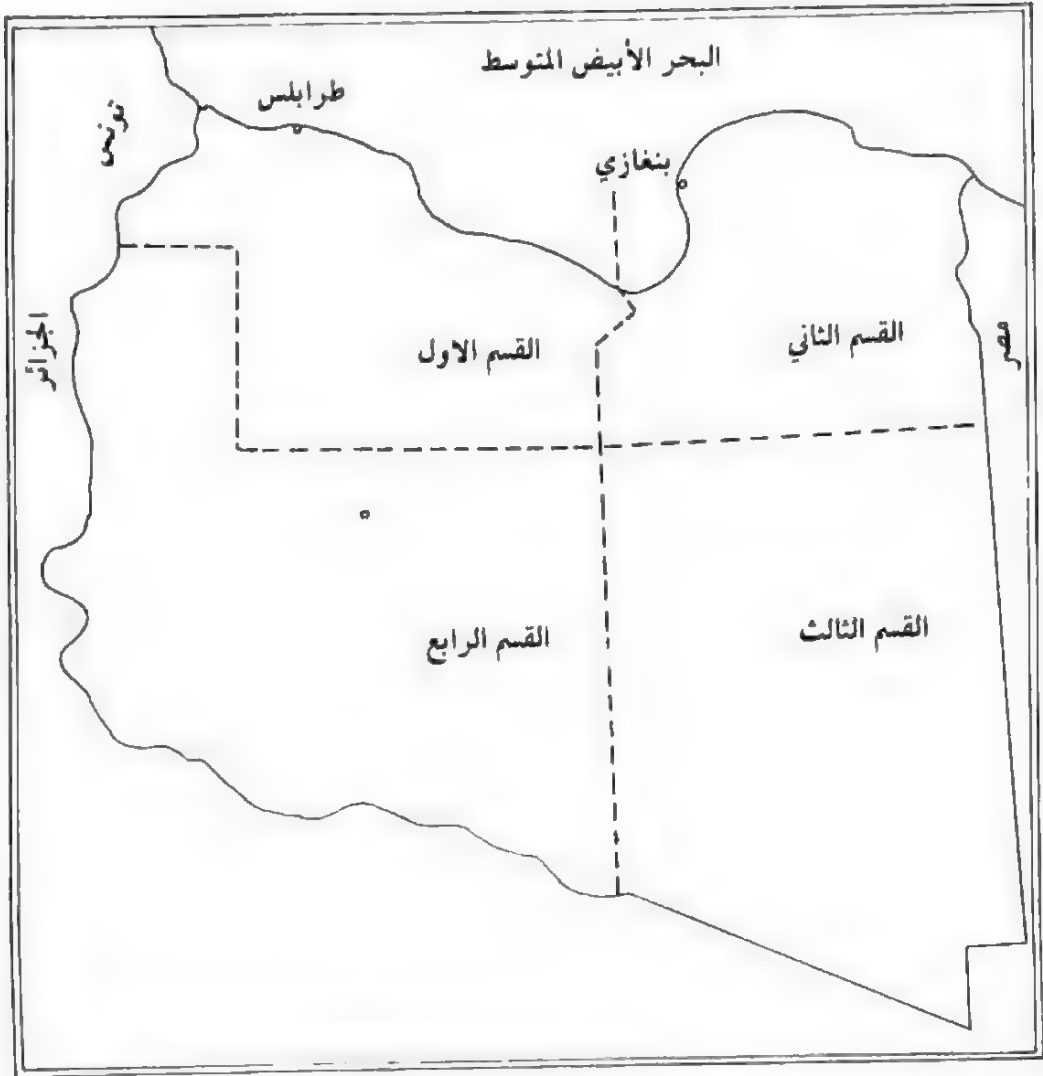 البحر الأبيض المتوسط
طرابلس
تونس
بنغازي
الجزائر
القسم الاول
القسم الثاني
مصر
القسم الرابع
القسم الثالث